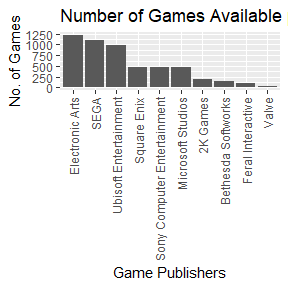 Number of Games Available
No. of Games
1250
1000
750
500
250
0
Electronic Arts
SEGA
Ubisoft Entertainment
Square Enix
Sony Computer Entertainment
Microsoft Studios
2K Games
Bethesda Softworks
Feral Interactive
Valve
Game Publishers